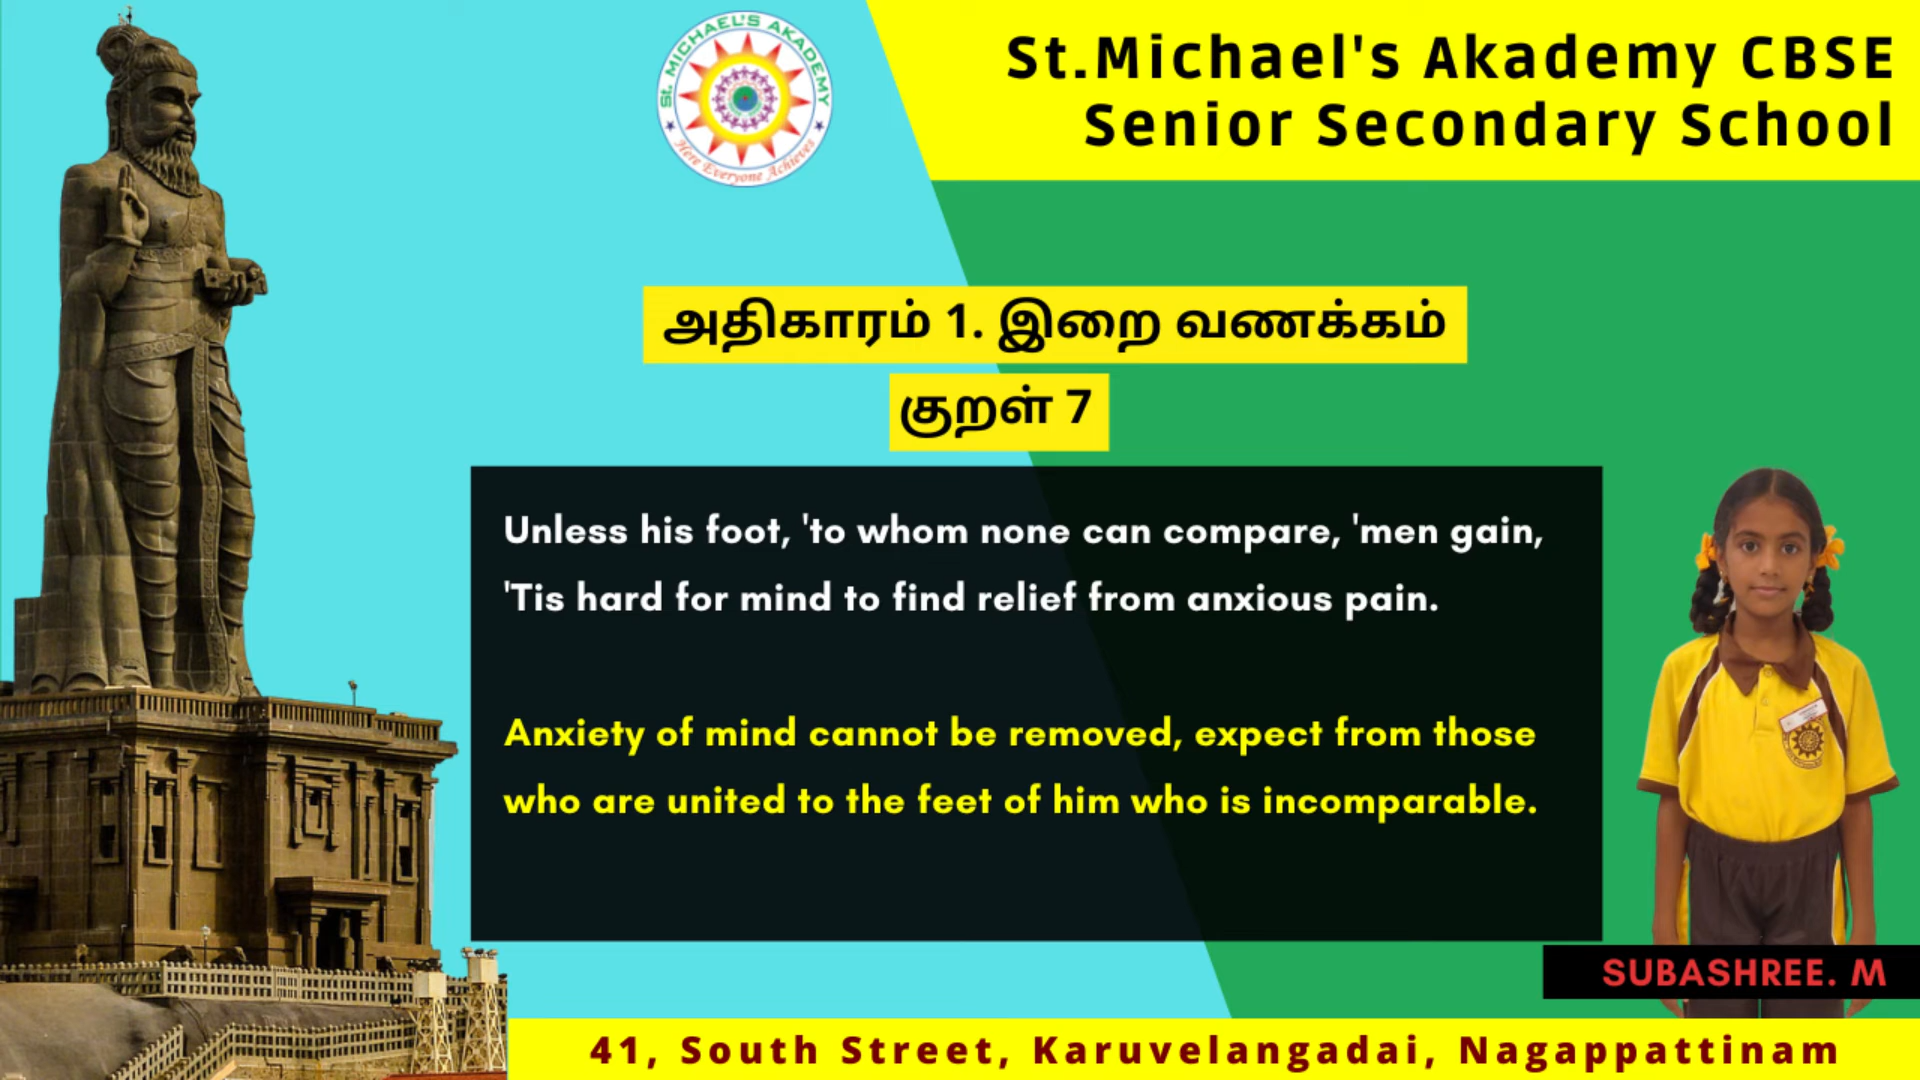 St. MICHAEL'S AKADEMY
Here Everyone Achieves
St.Michael's Akademy CBSE
Senior Secondary School
அதிகாரம் 1. இறை வணக்கம்
குறள் 7
Unless his foot, 'to whom none can compare, 'men gain,
'Tis hard for mind to find relief from anxious pain.
Anxiety of mind cannot be removed, expect from those
who are united to the feet of him who is incomparable.
SUBASHREE. M
41, South Street, Karuvelangadai, Nagappattinam